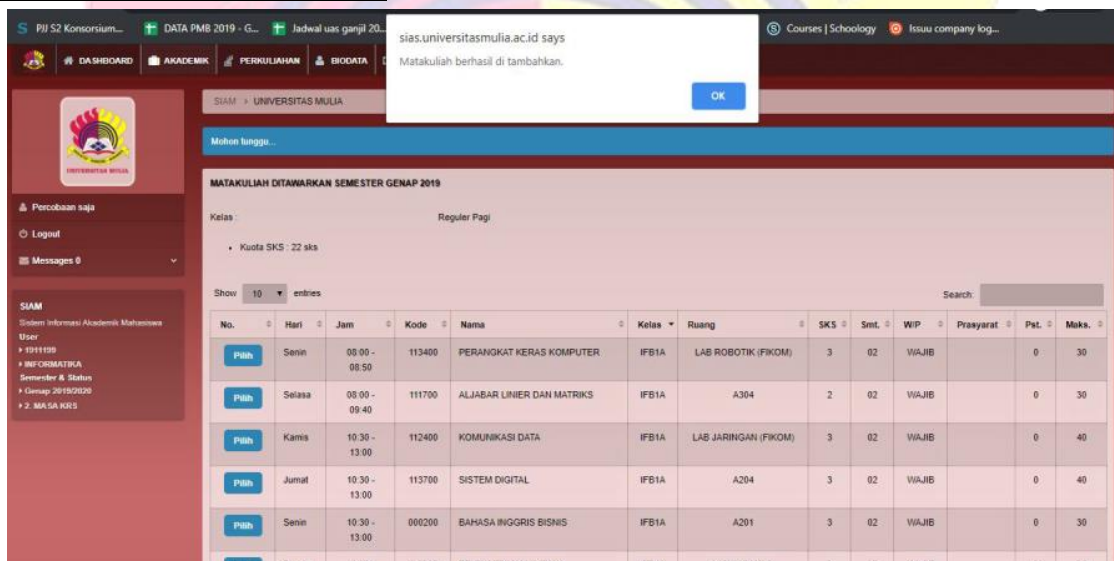 PJJ S2 Konsorsium... DATA PMB 2019 - G... Jadwal uas ganjil 20... Courses | Schoology Issuu company log...
sias.universitasmulia.ac.id says
Matakuliah berhasil di tambahkan.
OK
DASHBOARD AKADEMIK PERKULIAHAN BIODATA
UNIVERSITAS MULIA
Percobaan saja
Logout
Messages 0
SIAM
Sistem Informasi Akademik Mahasiswa
User
1911199
INFORMATIKA
Semester & Status
Genap 2019/2020
2. MASA KRS
SIAM > UNIVERSITAS MULIA
Mohon tunggu...
MATAKULIAH DITAWARKAN SEMESTER GENAP 2019
Kelas : Reguler Pagi
• Kuota SKS : 22 sks
Show 10 entries Search:
No. Hari Jam Kode Nama Kelas Ruang SKS Smt. W/P Prasyarat Pst. Maks.
Pilih Senin 08:00 - 08:50 113400 PERANGKAT KERAS KOMPUTER IFB1A LAB ROBOTIK (FIKOM) 3 02 WAJIB 0 30
Pilih Selasa 08:00 - 09:40 111700 ALJABAR LINIER DAN MATRIKS IFB1A A304 2 02 WAJIB 0 30
Pilih Kamis 10:30 - 13:00 112400 KOMUNIKASI DATA IFB1A LAB JARINGAN (FIKOM) 3 02 WAJIB 0 40
Pilih Jumat 10:30 - 13:00 113700 SISTEM DIGITAL IFB1A A204 3 02 WAJIB 0 40
Pilih Senin 10:30 - 13:00 000200 BAHASA INGGRIS BISNIS IFB1A A201 3 02 WAJIB 0 30